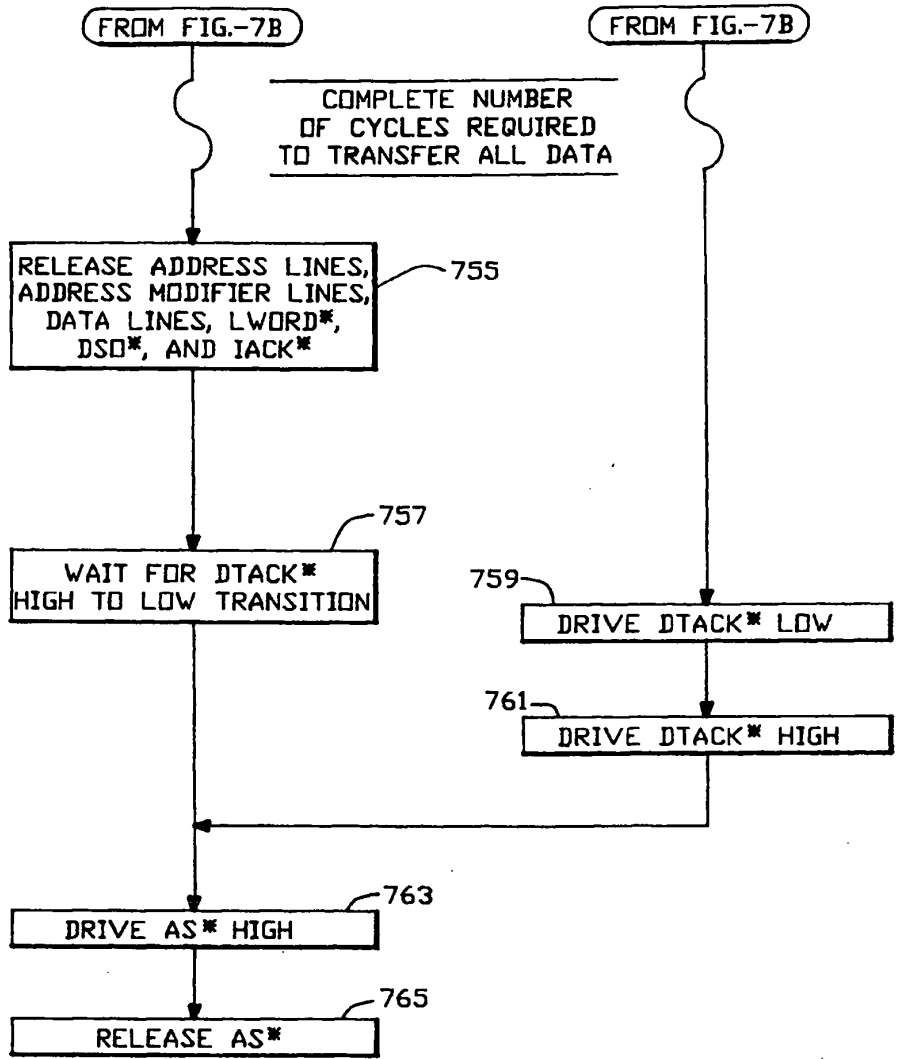 FROM FIG.-7B
FROM FIG.-7B
COMPLETE NUMBER
OF CYCLES REQUIRED
TO TRANSFER ALL DATA
RELEASE ADDRESS LINES,
ADDRESS MODIFIER LINES,
DATA LINES, LWORD*,
DS0*, AND IACK*
755
WAIT FOR DTACK*
HIGH TO LOW TRANSITION
757
759
DRIVE DTACK* LOW
761
DRIVE DTACK* HIGH
763
DRIVE AS* HIGH
765
RELEASE AS*